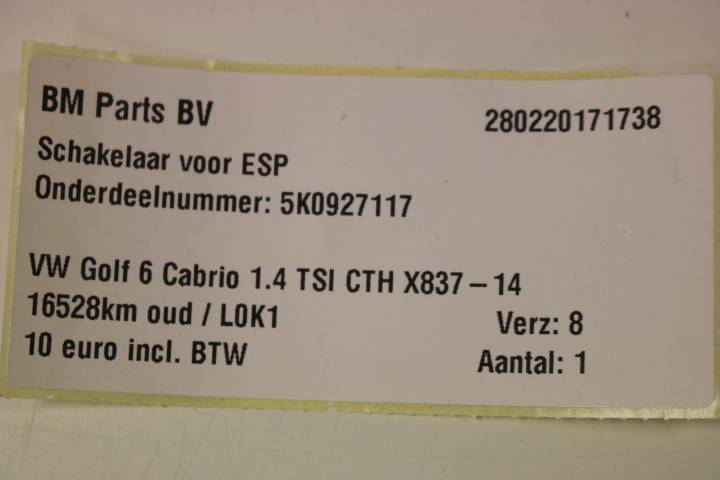 BM Parts BV 280220171738
Schakelaar voor ESP
Onderdeelnummer: 5K0927117
VW Golf 6 Cabrio 1.4 TSI CTH X837-14
16528km oud / L0K1 Verz: 8
10 euro incl. BTW Aantal: 1